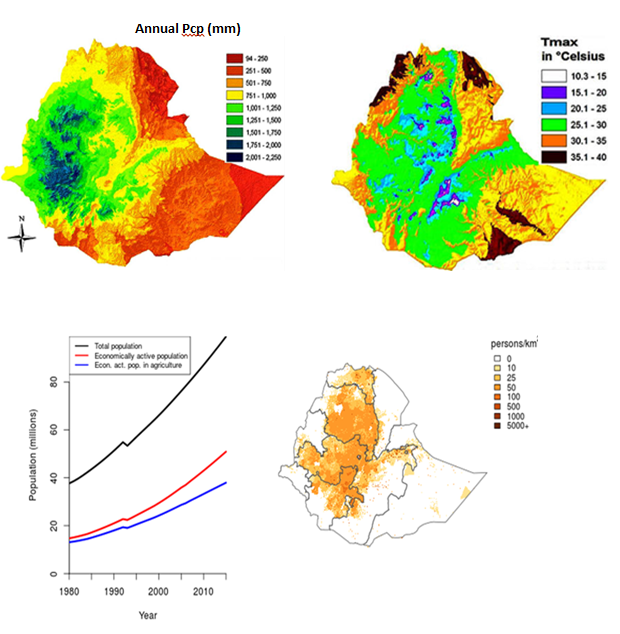 Annual Pcp (mm)
94 - 250
251 - 500
501 - 750
751 - 1,000
1,001 - 1,250
1,251 - 1,500
1,501 - 1,750
1,751 - 2,000
2,001 - 2,250
N
Tmax
in °Celsius
10.3 - 15
15.1 - 20
20.1 - 25
25.1 - 30
30.1 - 35
35.1 - 40
Total population
Economically active population
Econ. act. pop. in agriculture
Population (millions)
80
60
40
20
0
1980
1990
2000
2010
Year
persons/km²
0
10
25
50
100
500
1000
5000+